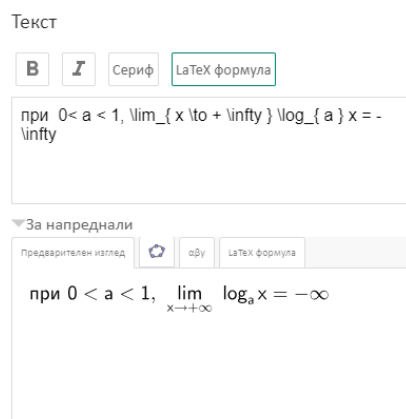 Текст
B I Сериф LaTeX формула
при 0< a < 1, \lim_{ x \to + \infty } \log_{ a } x = -
\infty
За напреднали
Предварителен изглед αβγ LaTeX формула
при 0 < a < 1, lim logₐ x = −∞
x→+∞